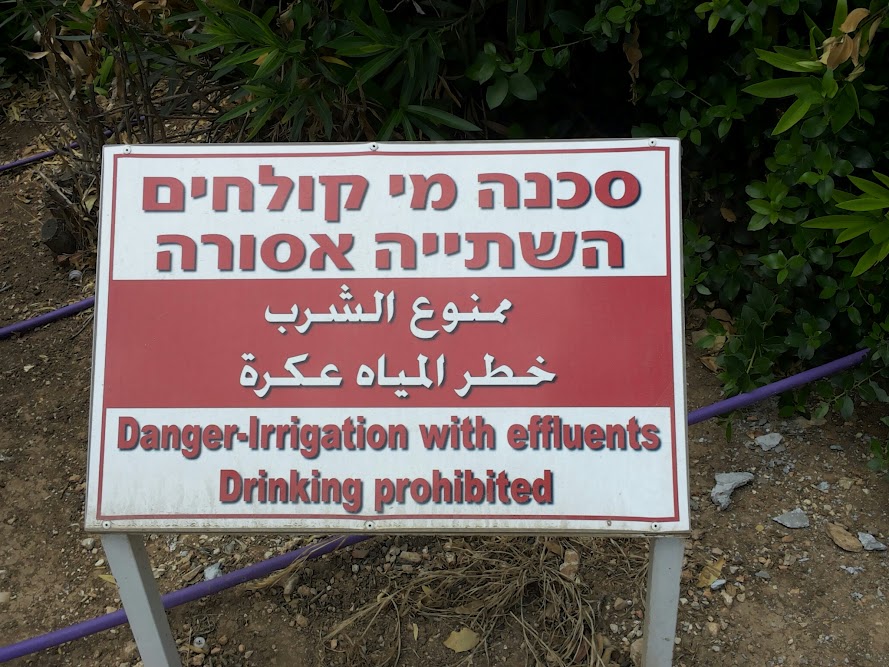 סכנה מי קולחים
השתייה אסורה
ممنوع الشرب
خطر المياه عكرة
Danger-Irrigation with effluents
Drinking prohibited